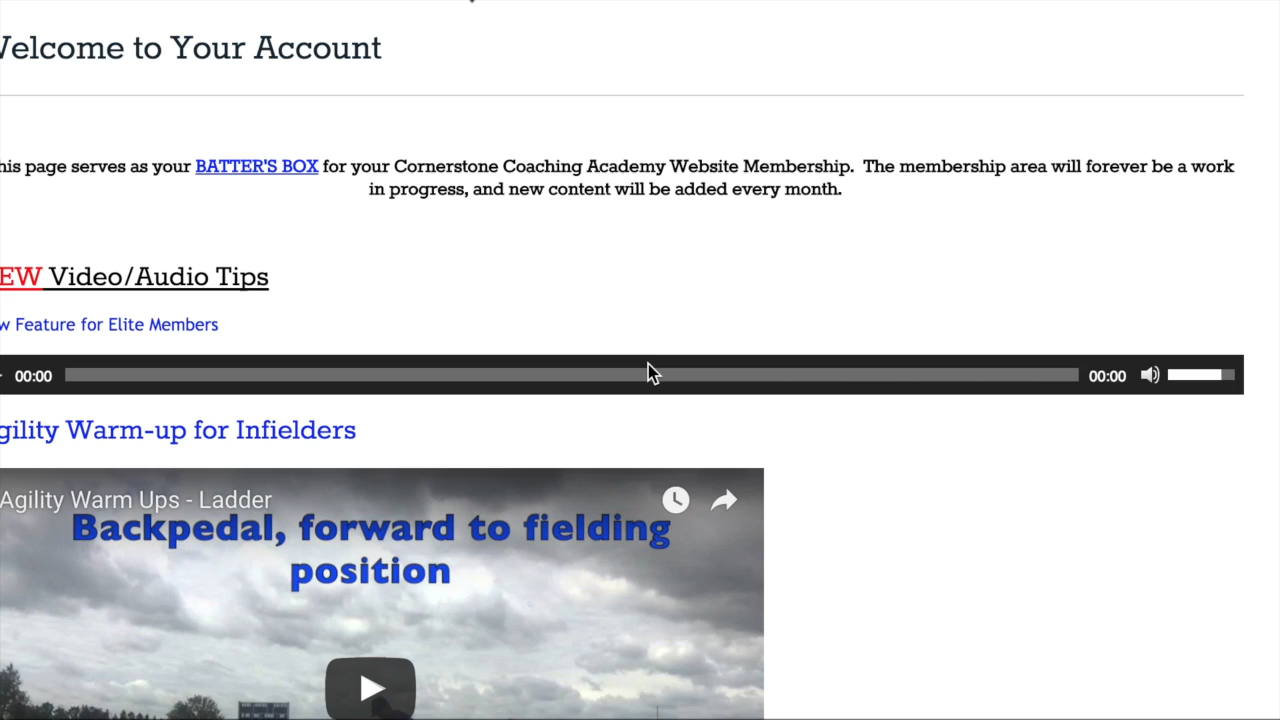 Welcome to Your Account
his page serves as your BATTER'S BOX for your Cornerstone Coaching Academy Website Membership. The membership area will forever be a work
in progress, and new content will be added every month.
EW Video/Audio Tips
w Feature for Elite Members
00:00 00:00
gility Warm-up for Infielders
Agility Warm Ups - Ladder
Backpedal, forward to fielding
position